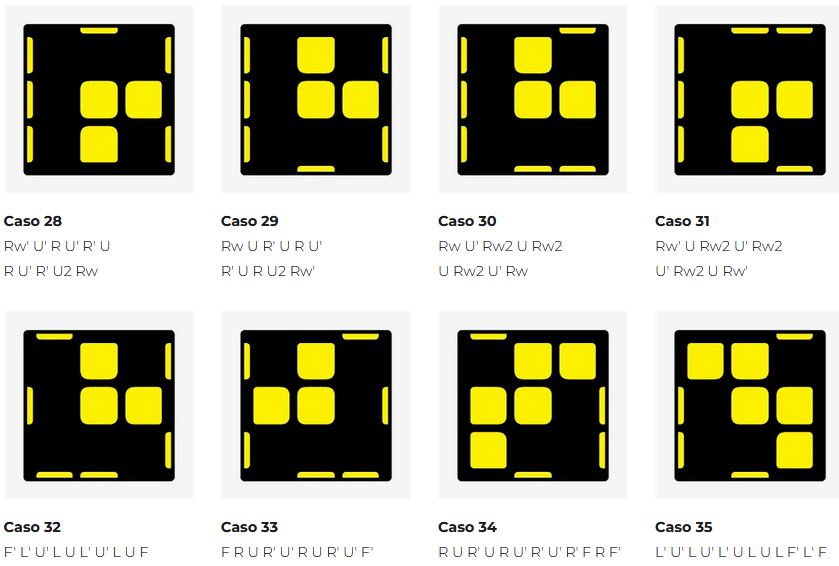 Caso 28
Rw' U' R U' R' U
R U' R' U2 Rw
Caso 29
Rw U R' U R U'
R' U R U2 Rw'
Caso 30
Rw U' Rw2 U Rw2
U Rw2 U' Rw
Caso 31
Rw' U Rw2 U' Rw2
U' Rw2 U Rw'
Caso 32
F' L' U' L U L' U' L U F
Caso 33
F R U R' U' R U R' U' F'
Caso 34
R U R' U R U' R' U' R' F R F'
Caso 35
L' U' L U' L' U L U L F' L' F